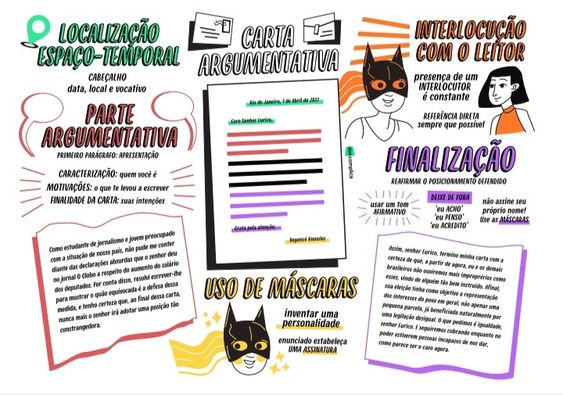 LOCALIZAÇÃO
ESPAÇO-TEMPORAL
CABEÇALHO
data, local e vocativo
PARTE
ARGUMENTATIVA
PRIMEIRO PARÁGRAFO: APRESENTAÇÃO
CARACTERIZAÇÃO: quem você é
MOTIVAÇÕES: o que te levou a escrever
FINALIDADE DA CARTA: suas intenções
Como estudante de jornalismo e jovem preocupado
com a situação de nosso país, não pude me conter
diante das declarações absurdas que o senhor deu
no jornal O Globo a respeito do aumento do salário
dos deputados. Por conta disso, resolvi escrever-lhe
para mostrar o quão equivocada é a defesa dessa
medida, e tenho certeza que, ao final dessa carta,
nunca mais o senhor irá adotar uma posição tão
constrangedora.
CARTA
ARGUMENTATIVA
Rio de Janeiro, 1 de Abril de 2017
Caro Senhor Eurico,
Grato pela atenção,
Beyoncé Knowles
USO DE MÁSCARAS
inventar uma
personalidade
enunciado estabeleça
UMA ASSINATURA
INTERLOCUÇÃO
COM O LEITOR
presença de um
INTERLOCUTOR
é constante
REFERÊNCIA DIRETA
sempre que possível
FINALIZAÇÃO
REAFIRMAR O POSICIONAMENTO DEFENDIDO
usar um tom
AFIRMATIVO
DEIXE DE FORA
'eu ACHO'
'eu PENSO'
'eu ACREDITO'
não assine seu
próprio nome!
Use as MÁSCARAS.
Assim, senhor Eurico, termino minha carta com a
certeza de que, a partir de agora, eu e os demais
brasileiros não ouviremos mais impropérios como
esses, vindo de alguém tão bem instruído. Afinal,
sua eleição tinha como objetivo a representação
dos interesses do povo em geral, não apenas uma
pequena parcela, já beneficiada naturalmente por
uma legislação desigual. O que pedimos é igualdade,
senhor Eurico. E seguiremos cobrando enquanto no
poder estiverem pessoas incapazes de nos dar,
como parece ser o caso agora.